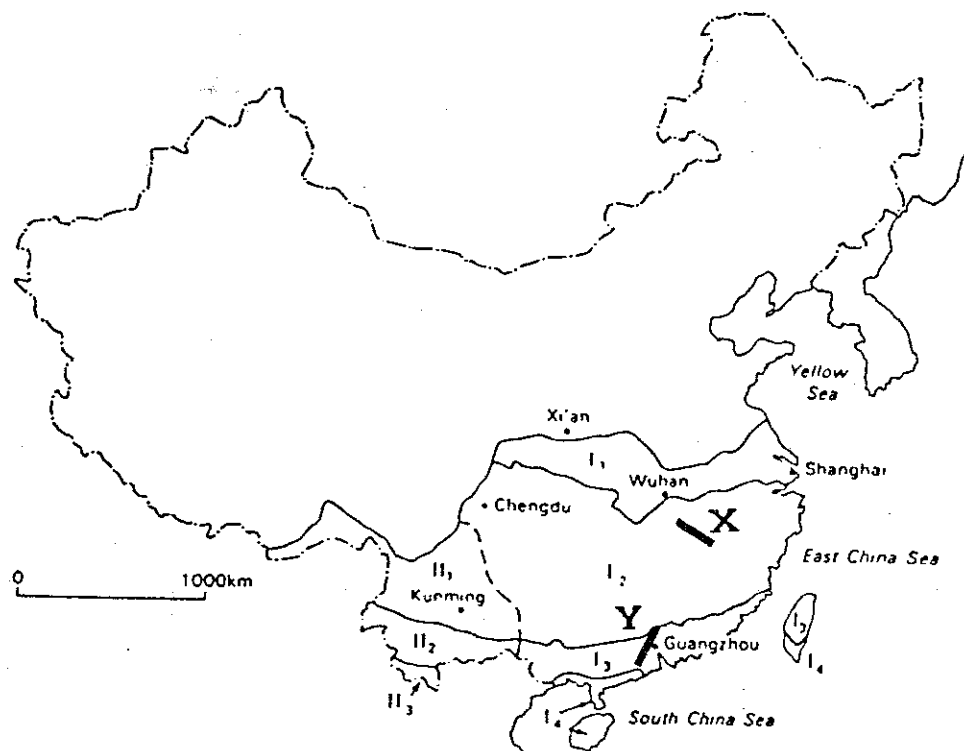 Yellow
Sea
Xi'an
I₁
Shanghai
Wuhan
Chengdu
X
East China Sea
0 1000km
II₁
I₂
Kunming
Y
Guangzhou
I₃
II₂
I₃
I₄
II₃
I₄
South China Sea